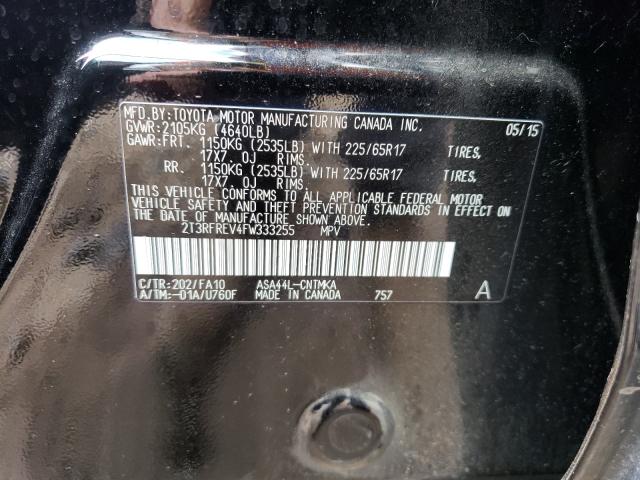 MFD.BY:TOYOTA MOTOR MANUFACTURING CANADA INC.
GVWR:2105KG (4640LB) 05/15
GAWR:FRT. 1150KG (2535LB) WITH 225/65R17 TIRES,
17X7.0J RIMS.
RR. 1150KG (2535LB) WITH 225/65R17 TIRES,
17X7.0J RIMS.
THIS VEHICLE CONFORMS TO ALL APPLICABLE FEDERAL MOTOR
VEHICLE SAFETY AND THEFT PREVENTION STANDARDS IN EFFECT ON
THE DATE OF MANUFACTURE SHOWN ABOVE.
2T3RFREV4FW333255 MPV
C/TR:202/FA10 ASA44L-CNTMKA
A/TM:-01A/U760F MADE IN CANADA 757 A